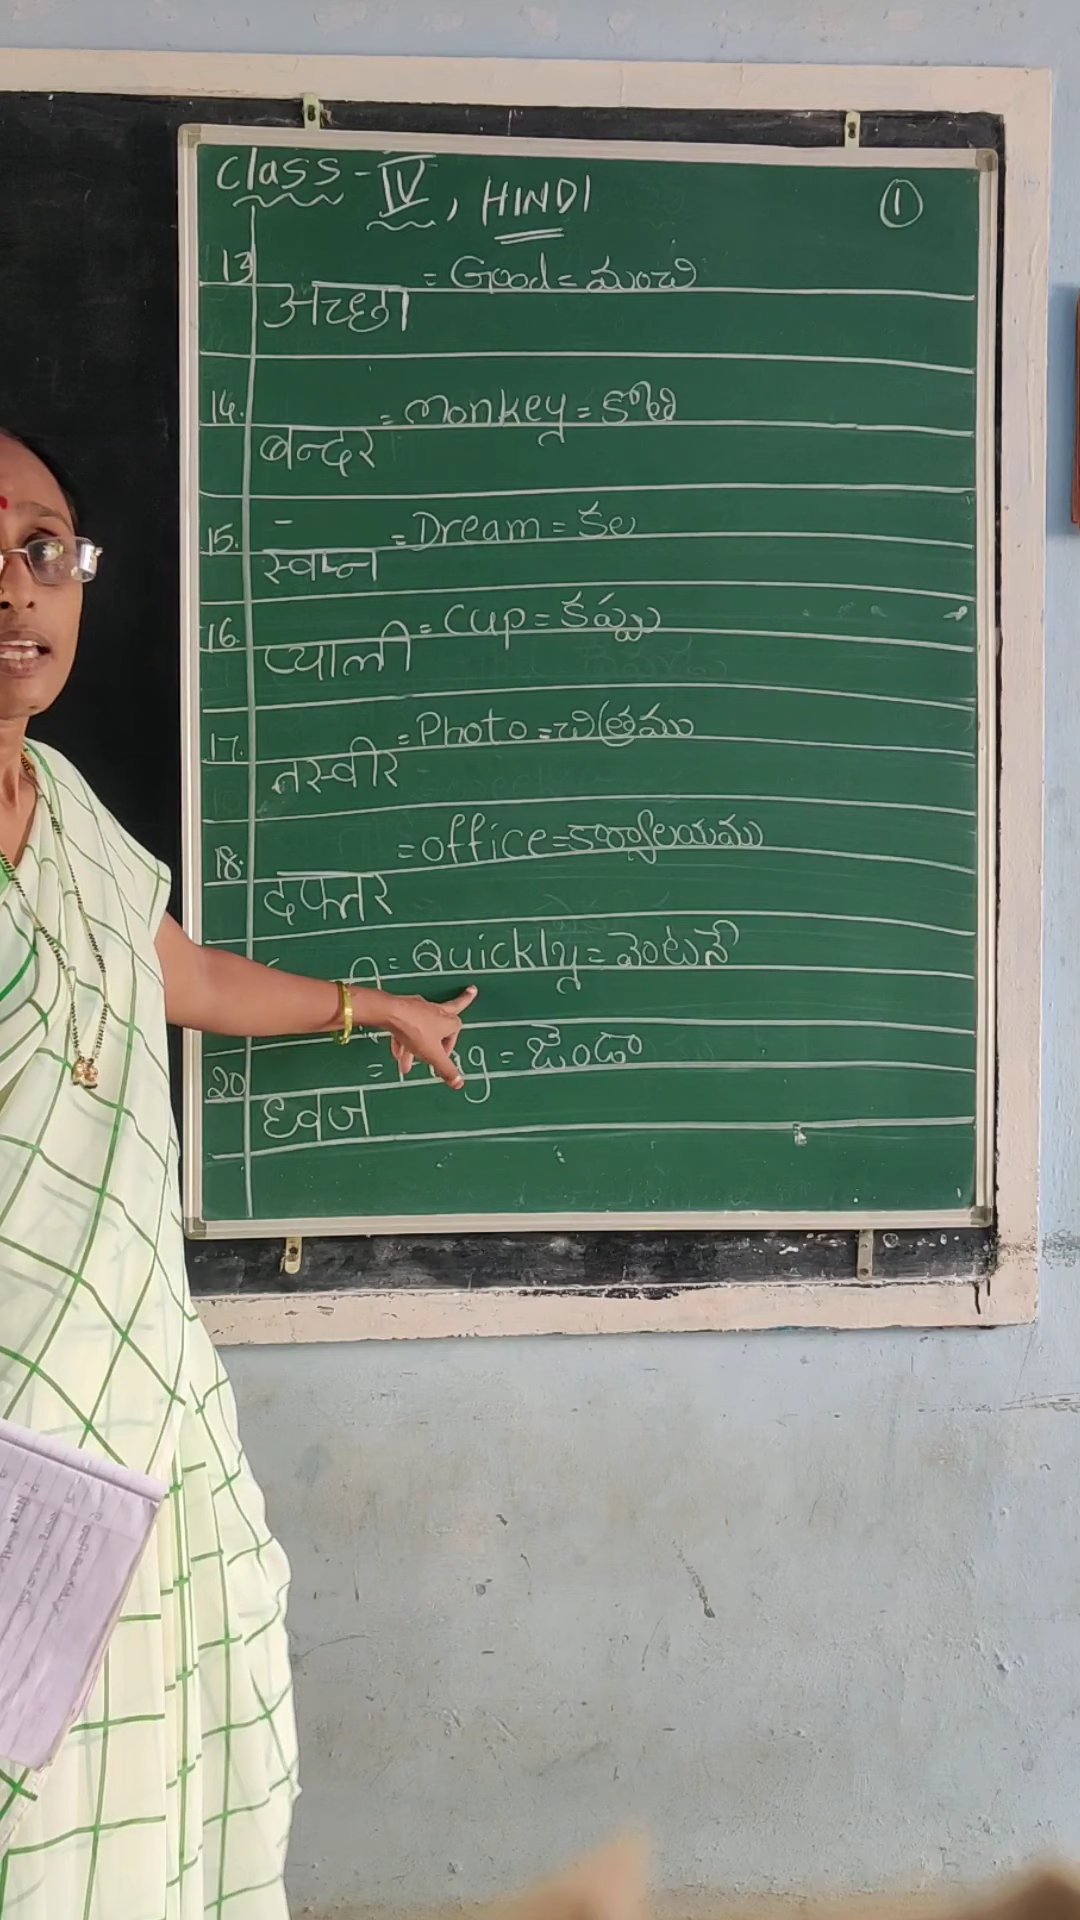 Class-IV, HINDI
1
13 अच्छा = Good = మంచి
14. बन्दर = Monkey = కోతి
15. स्वप्न = Dream = కల
16. प्याली = Cup = కప్పు
17. तस्वीर = Photo = చిత్రము
18. दफ्तर = office = కార్యాలయము
= Quickly = వెంటనే
20 ध्वज = = జెండా